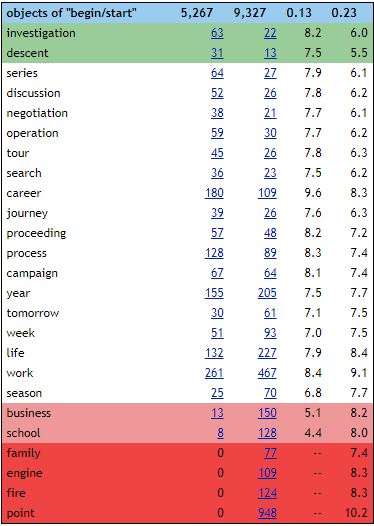 objects of "begin/start" 5,267 9,327 0.13 0.23
investigation 63 22 8.2 6.0
descent 31 13 7.5 5.5
series 64 27 7.9 6.1
discussion 52 26 7.8 6.2
negotiation 38 21 7.7 6.1
operation 59 30 7.7 6.2
tour 45 26 7.8 6.3
search 36 23 7.5 6.2
career 180 109 9.6 8.3
journey 39 26 7.6 6.3
proceeding 57 48 8.2 7.2
process 128 89 8.3 7.4
campaign 67 64 8.1 7.4
year 155 205 7.5 7.7
tomorrow 30 61 7.1 7.5
week 51 93 7.0 7.5
life 132 227 7.9 8.4
work 261 467 8.4 9.1
season 25 70 6.8 7.7
business 13 150 5.1 8.2
school 8 128 4.4 8.0
family 0 77 -- 7.4
engine 0 109 -- 8.3
fire 0 124 -- 8.3
point 0 948 -- 10.2